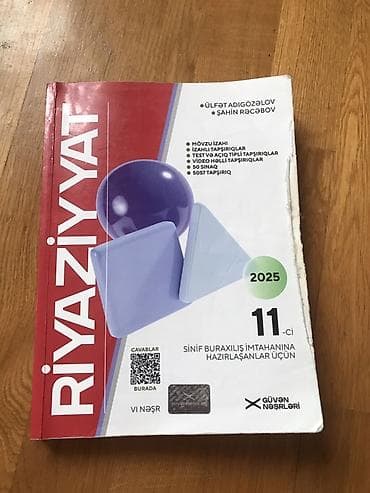 • ÜLFƏT ADIGÖZƏLOV
• ŞAHİN RƏCƏBOV
RİYAZİYYAT
• MÖVZU İZAHI
• İZAHLI TAPŞIRIQLAR
• TEST VƏ AÇIQ TİPLİ TAPŞIRIQLAR
• VİDEO HƏLLİ TAPŞIRIQLAR
• 50 SINAQ
• 5057 TAPŞIRIQ
2025
11-Cİ
SİNİF BURAXILIŞ İMTAHANINA
HAZIRLAŞANLAR ÜÇÜN
CAVABLAR
BURADA
VI NƏŞR
GÜVƏN
NƏŞRLƏRİ